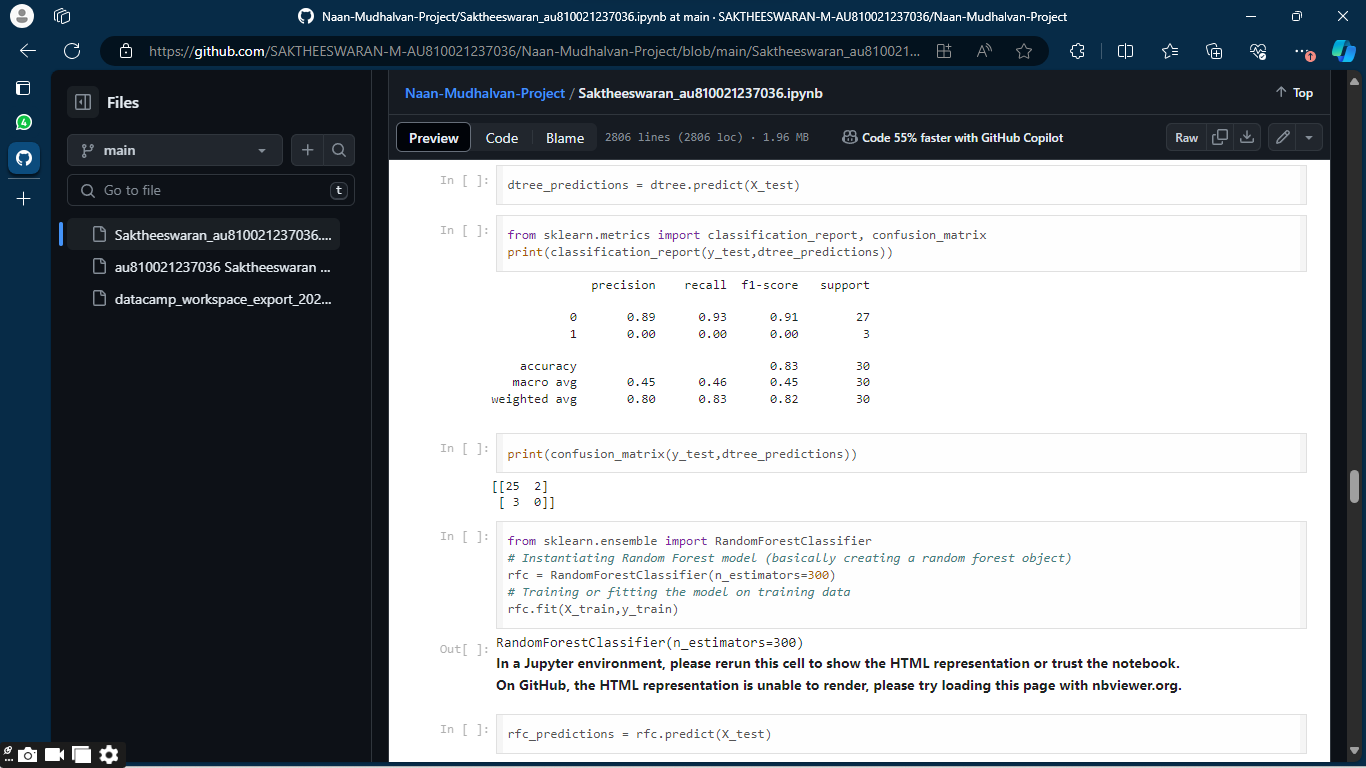 Naan-Mudhalvan-Project/Saktheeswaran_au810021237036.ipynb at main · SAKTHEESWARAN-M-AU810021237036/Naan-Mudhalvan-Project
https://github.com/SAKTHEESWARAN-M-AU810021237036/Naan-Mudhalvan-Project/blob/main/Saktheeswaran_au810021...
4
Files
main
Go to file
t
Saktheeswaran_au810021237036....
au810021237036 Saktheeswaran ...
datacamp_workspace_export_202...
Naan-Mudhalvan-Project / Saktheeswaran_au810021237036.ipynb
Top
Preview Code Blame 2806 lines (2806 loc) · 1.96 MB Code 55% faster with GitHub Copilot Raw
In [ ]: dtree_predictions = dtree.predict(X_test)
In [ ]: from sklearn.metrics import classification_report, confusion_matrix
print(classification_report(y_test,dtree_predictions))
precision recall f1-score support
0 0.89 0.93 0.91 27
1 0.00 0.00 0.00 3
accuracy 0.83 30
macro avg 0.45 0.46 0.45 30
weighted avg 0.80 0.83 0.82 30
In [ ]: print(confusion_matrix(y_test,dtree_predictions))
[[25 2]
[ 3 0]]
In [ ]: from sklearn.ensemble import RandomForestClassifier
# Instantiating Random Forest model (basically creating a random forest object)
rfc = RandomForestClassifier(n_estimators=300)
# Training or fitting the model on training data
rfc.fit(X_train,y_train)
Out[ ]: RandomForestClassifier(n_estimators=300)
In a Jupyter environment, please rerun this cell to show the HTML representation or trust the notebook.
On GitHub, the HTML representation is unable to render, please try loading this page with nbviewer.org.
In [ ]: rfc_predictions = rfc.predict(X_test)